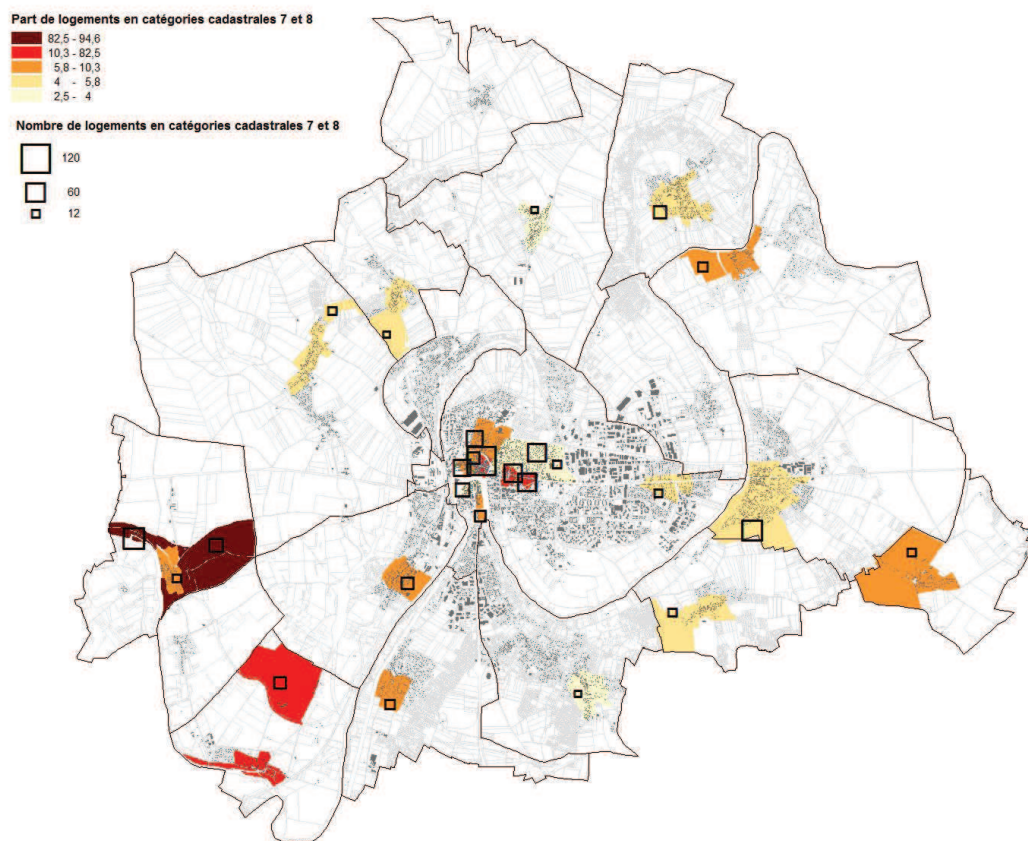 Part de logements en catégories cadastrales 7 et 8
82,5 - 94,6
10,3 - 82,5
5,8 - 10,3
4 - 5,8
2,5 - 4
Nombre de logements en catégories cadastrales 7 et 8
120
60
12